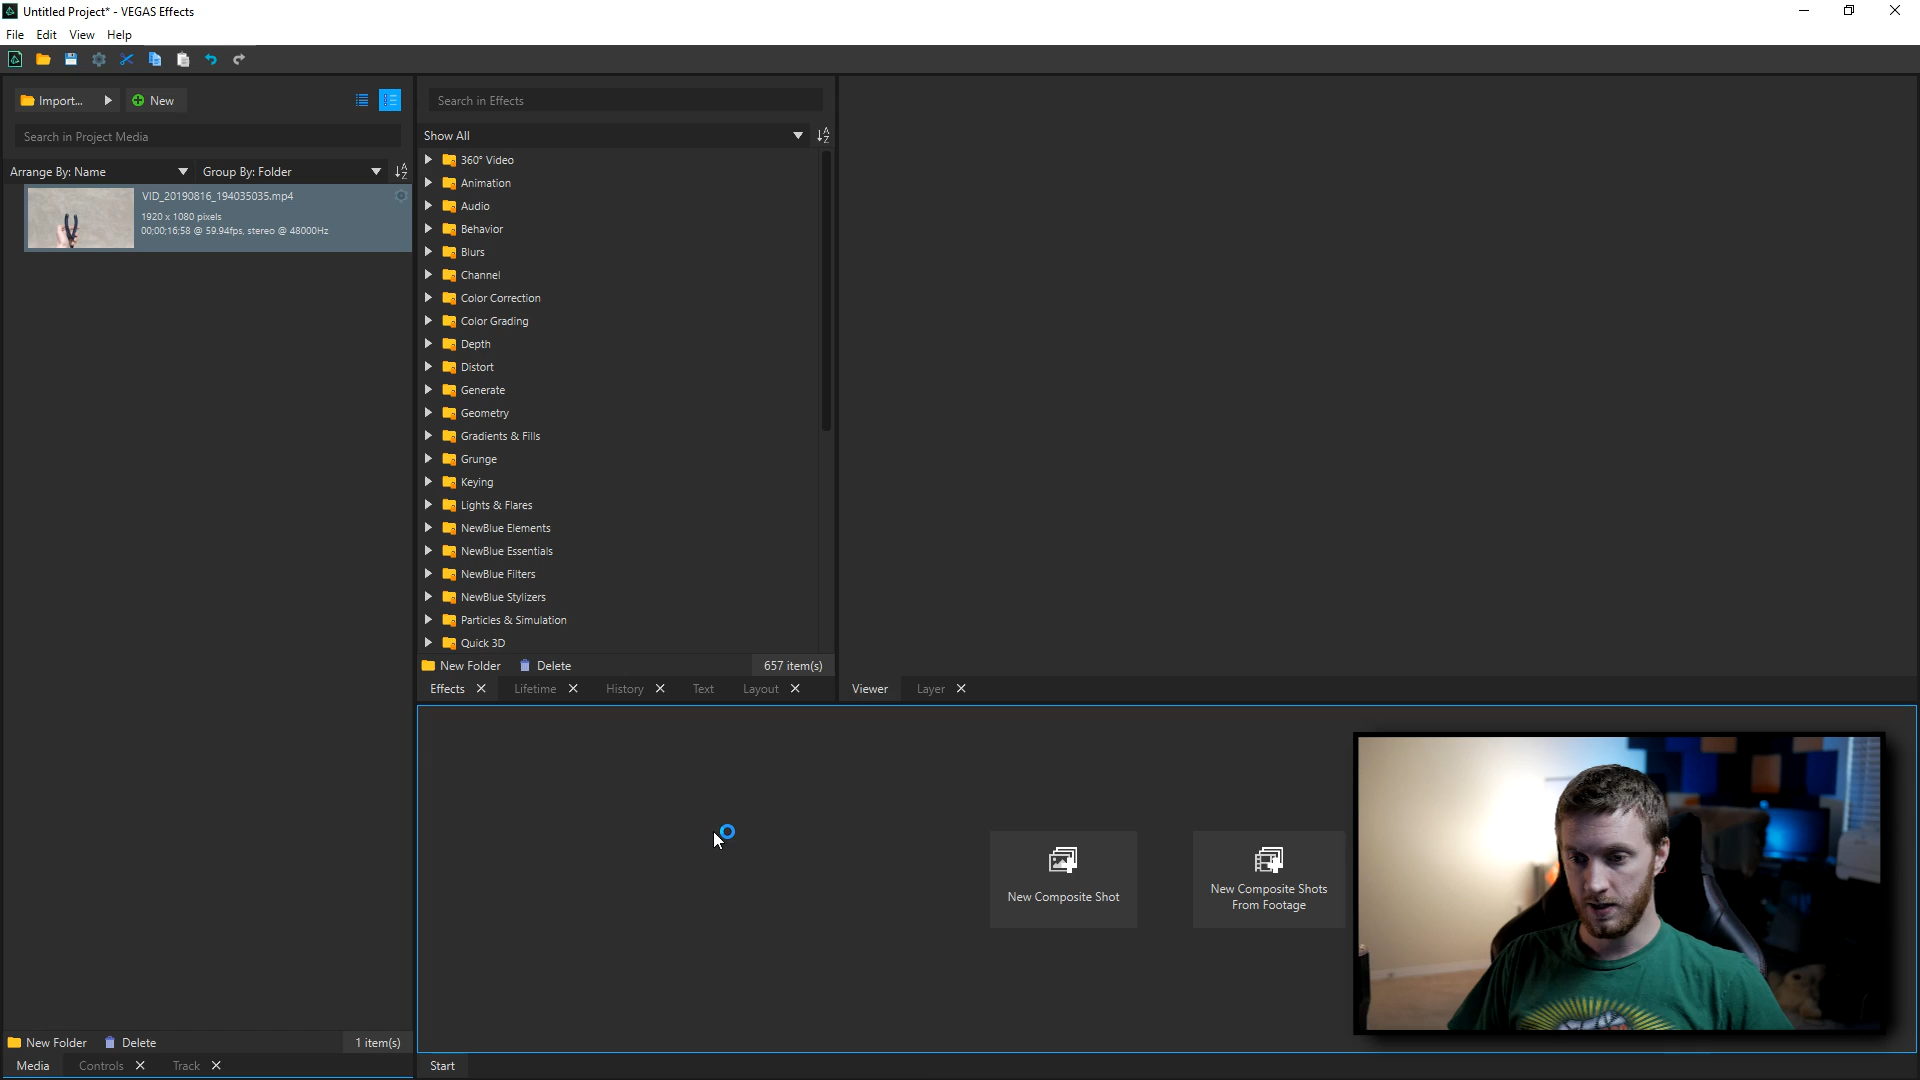 Untitled Project* - VEGAS Effects
File Edit View Help
Import... New
Search in Project Media
Arrange By: Name Group By: Folder
VID_20190816_194035035.mp4
1920 x 1080 pixels
00:00:16;58 @ 59.94fps, stereo @ 48000Hz
New Folder Delete 1 item(s)
Media Controls Track
Search in Effects
Show All
360° Video
Animation
Audio
Behavior
Blurs
Channel
Color Correction
Color Grading
Depth
Distort
Generate
Geometry
Gradients & Fills
Grunge
Keying
Lights & Flares
NewBlue Elements
NewBlue Essentials
NewBlue Filters
NewBlue Stylizers
Particles & Simulation
Quick 3D
New Folder Delete 657 item(s)
Effects Lifetime History Text Layout
Viewer Layer
New Composite Shot
New Composite Shots
From Footage
Start